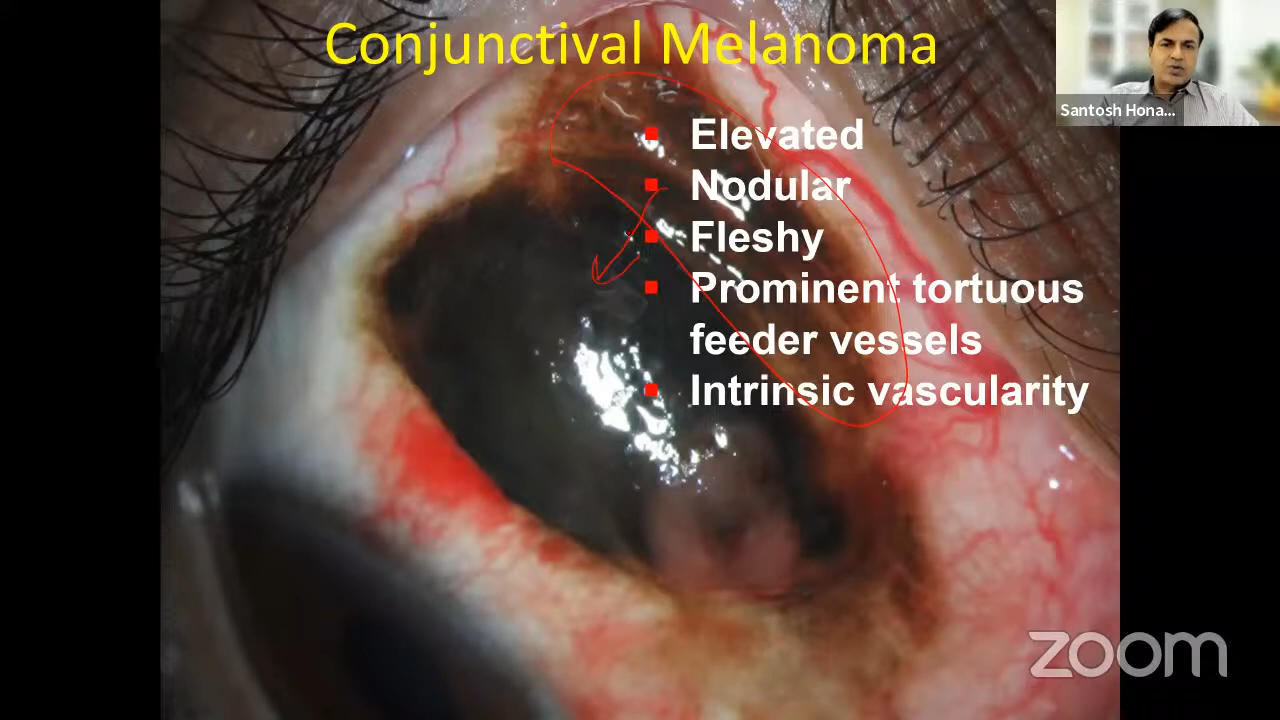 Conjunctival Melanoma
Santosh Hona...
Elevated
Nodular
Fleshy
Prominent tortuous
feeder vessels
Intrinsic vascularity
zoom